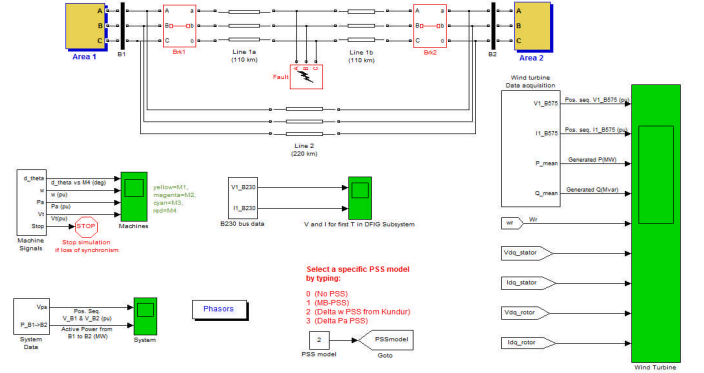 A
B
C
Area 1
B1
A
B
C
a
b
c
Brk1
Line 1a
(110 km)
Fault
A
B
C
Line 1b
(110 km)
A
B
C
a
b
c
Brk2
B2
A
B
C
Area 2
Line 2
(220 km)
Wind turbine
Data acquisition
V1_B575
Pos. seq. V1_B575 (pu)
I1_B575
Pos. seq. I1_B575 (pu)
P_mean
Generated P(MW)
Q_mean
Generated Q(Mvar)
wr
Wr
Vdq_stator
Idq_stator
Vdq_rotor
Idq_rotor
Wind Turbine
d_theta
d_theta vs M4 (deg)
w
w (pu)
Pa
Pa (pu)
Vt
Vt(pu)
Stop
STOP
Machine
Signals
Stop simulation
if loss of synchronism
Machines
yellow=M1,
magenta=M2,
cyan=M3,
red=M4
V1_B230
I1_B230
B230 bus data
V and I for first T in DFIG Subsystem
Select a specific PSS model
by typing:
0 (No PSS)
1 (MB-PSS)
2 (Delta w PSS from Kundur)
3 (Delta Pa PSS)
2
PSS model
PSSmodel
Goto
Vps
Pos. Seq.
V_B1 & V_B2 (pu)
P_B1->B2
Active Power from
B1 to B2 (MW)
System
Data
System
Phasors